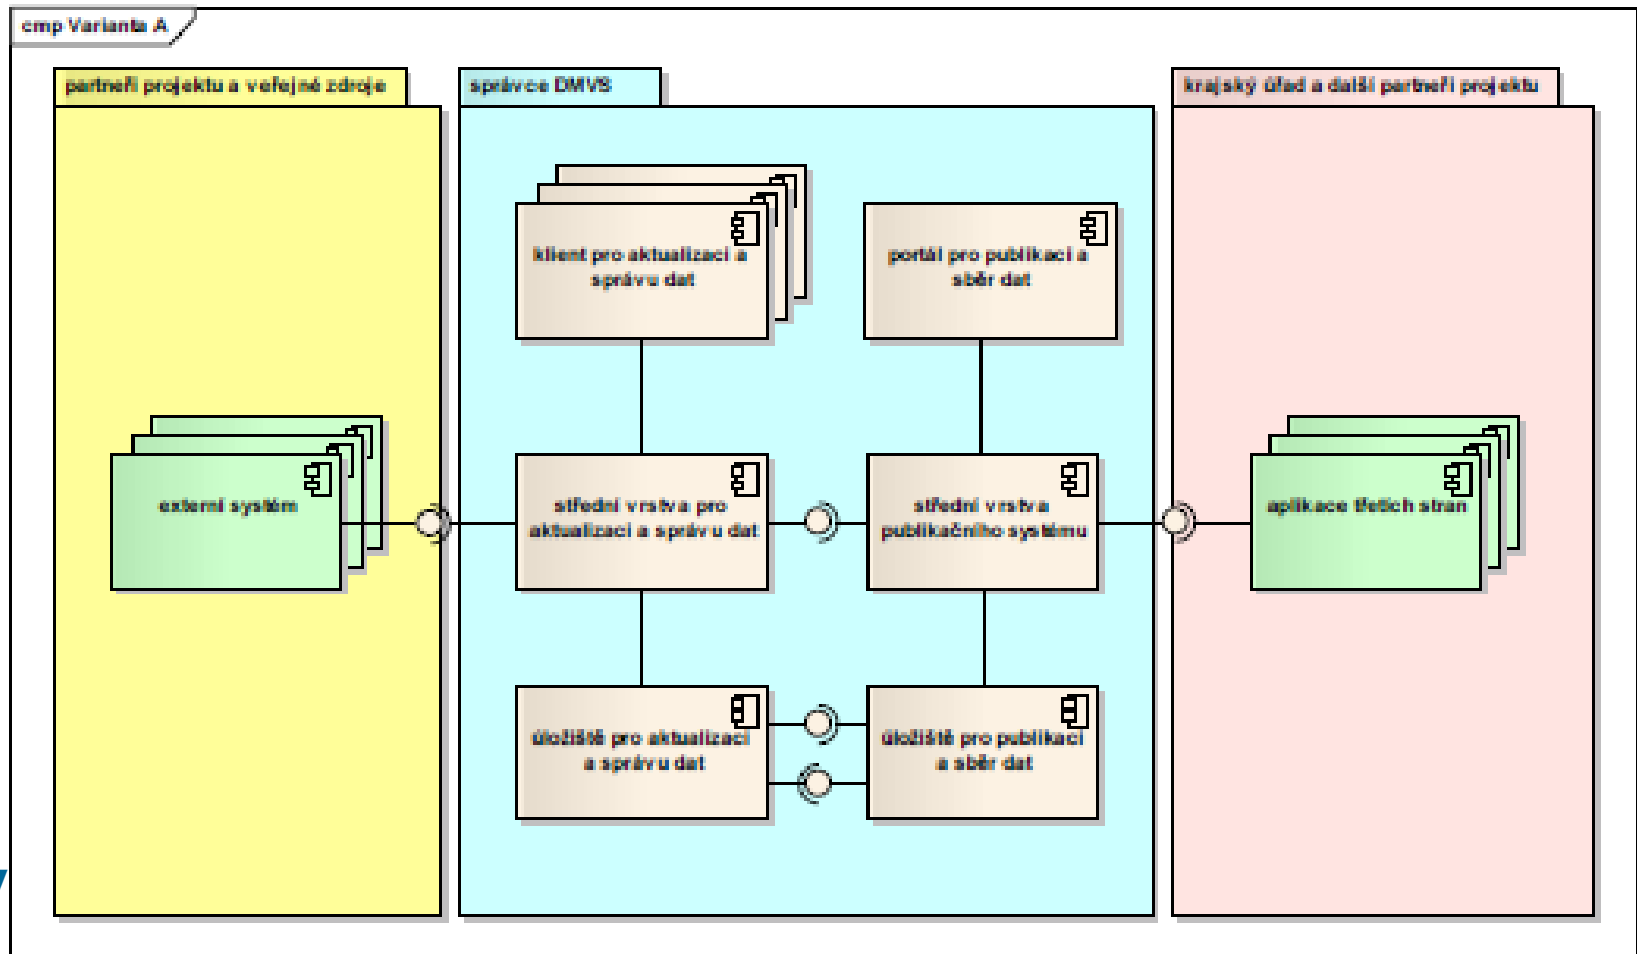 cmp Varianta A
partneři projektu a veřejné zdroje
správce DMVS
krajský úřad a další partneři projektu
klient pro aktualizaci a
správu dat
portál pro publikaci a
sběr dat
externí systém
střední vrstva pro
aktualizaci a správu dat
střední vrstva
publikačního systému
aplikace třetích stran
úložiště pro aktualizaci
a správu dat
úložiště pro publikaci
a sběr dat